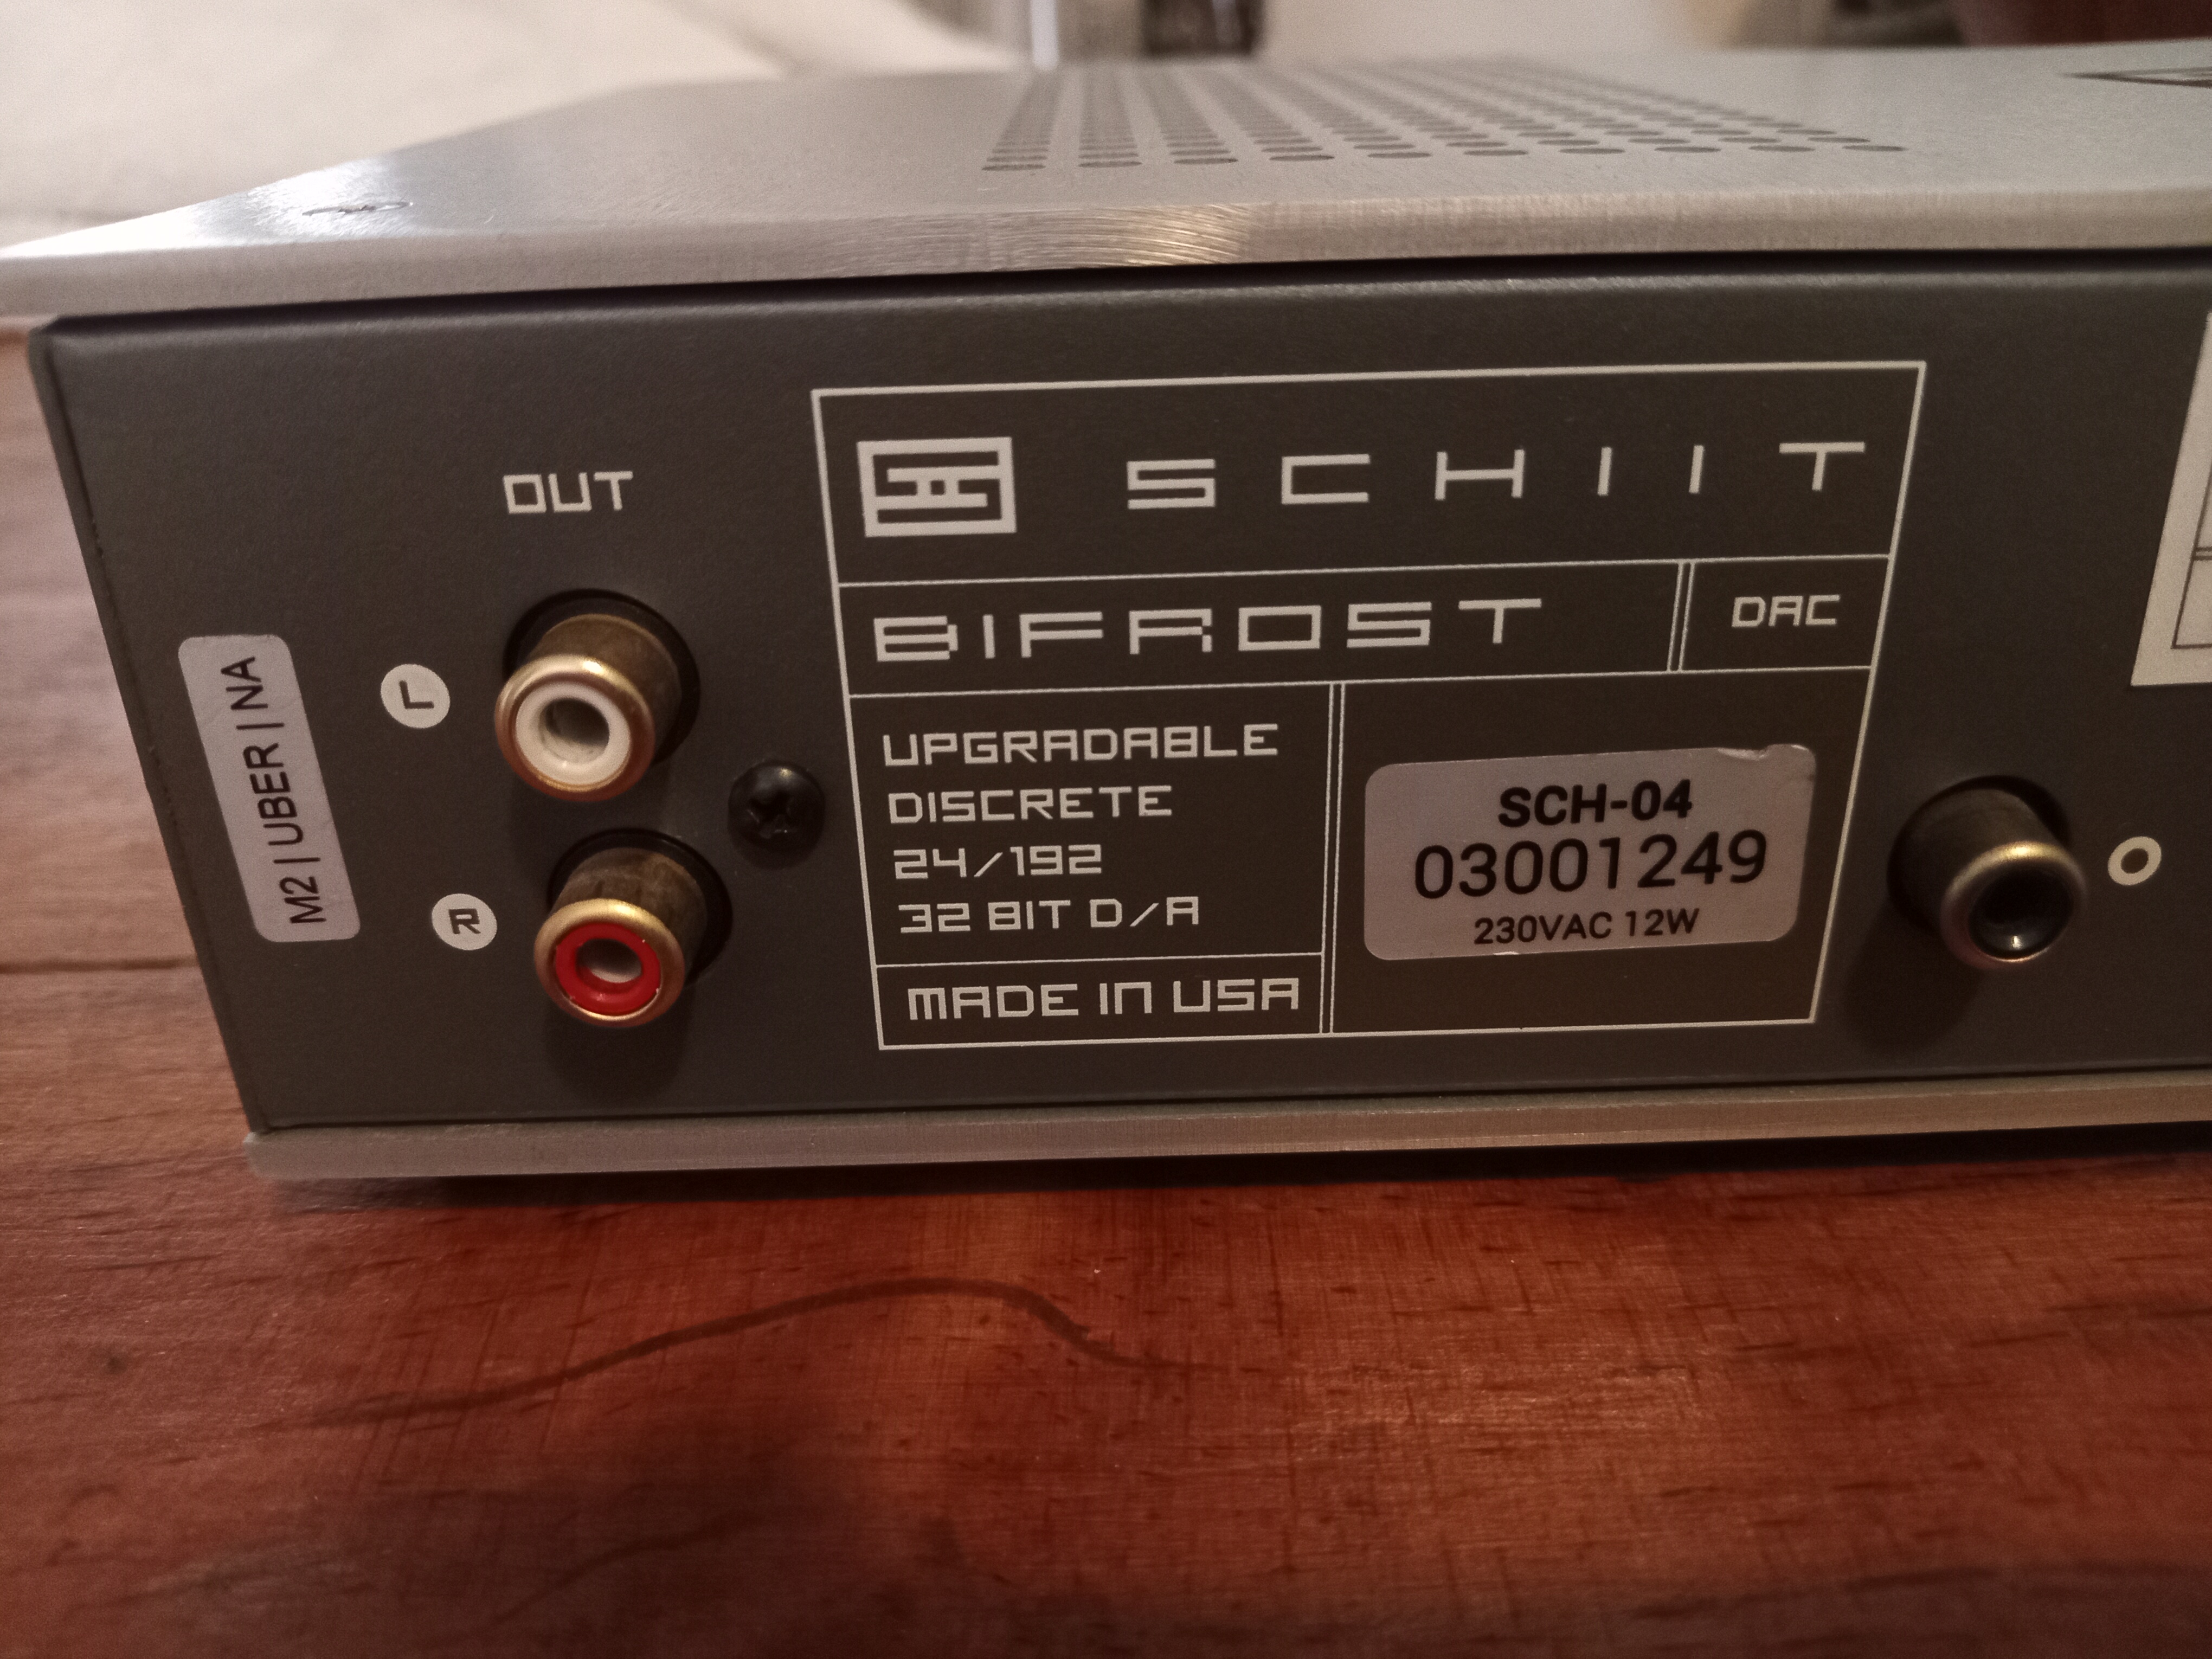 OUT
L
R
M2 | UBER | NA
SCHIIT
BIFROST
DAC
UPGRADABLE
DISCRETE
24/192
32 BIT D/A
MADE IN USA
SCH-04
03001249
230VAC 12W